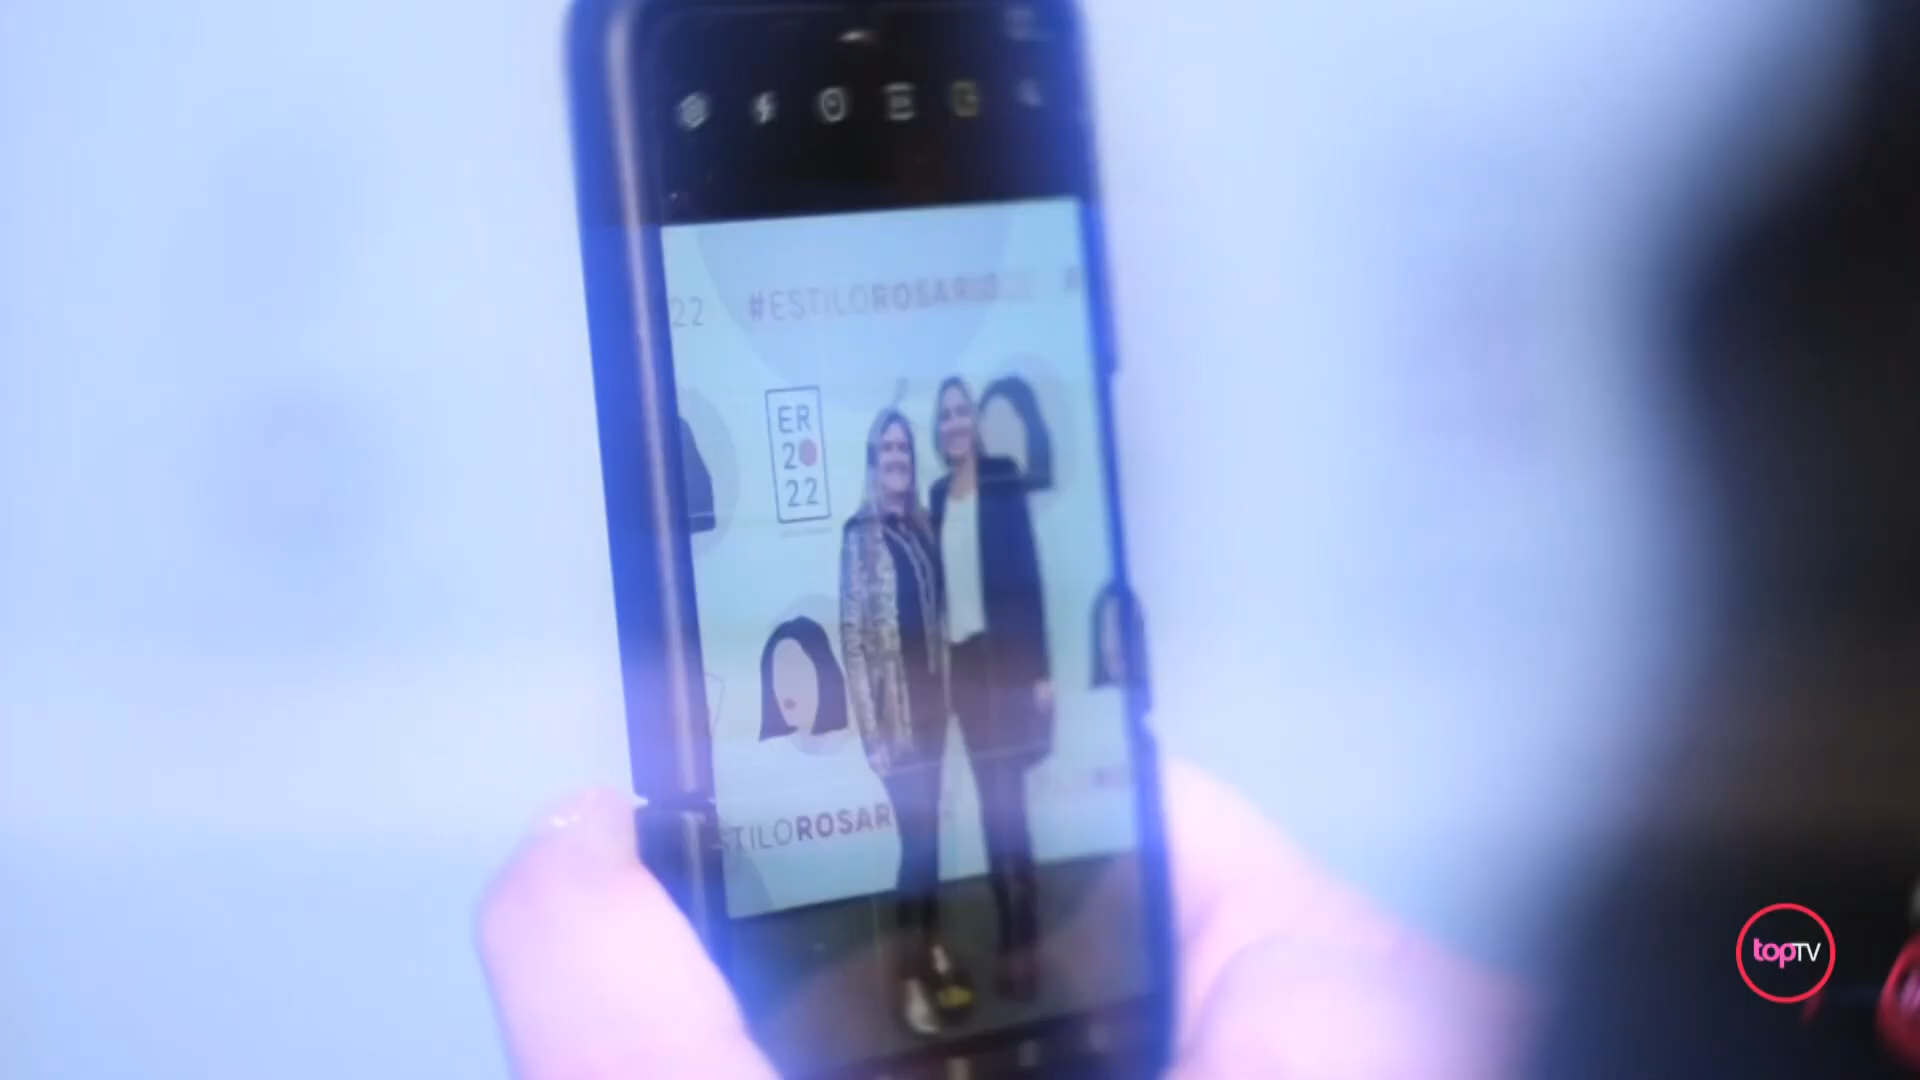 22 #ESTILOROSARIO
ER
20
22
STILOROSAR
topTV